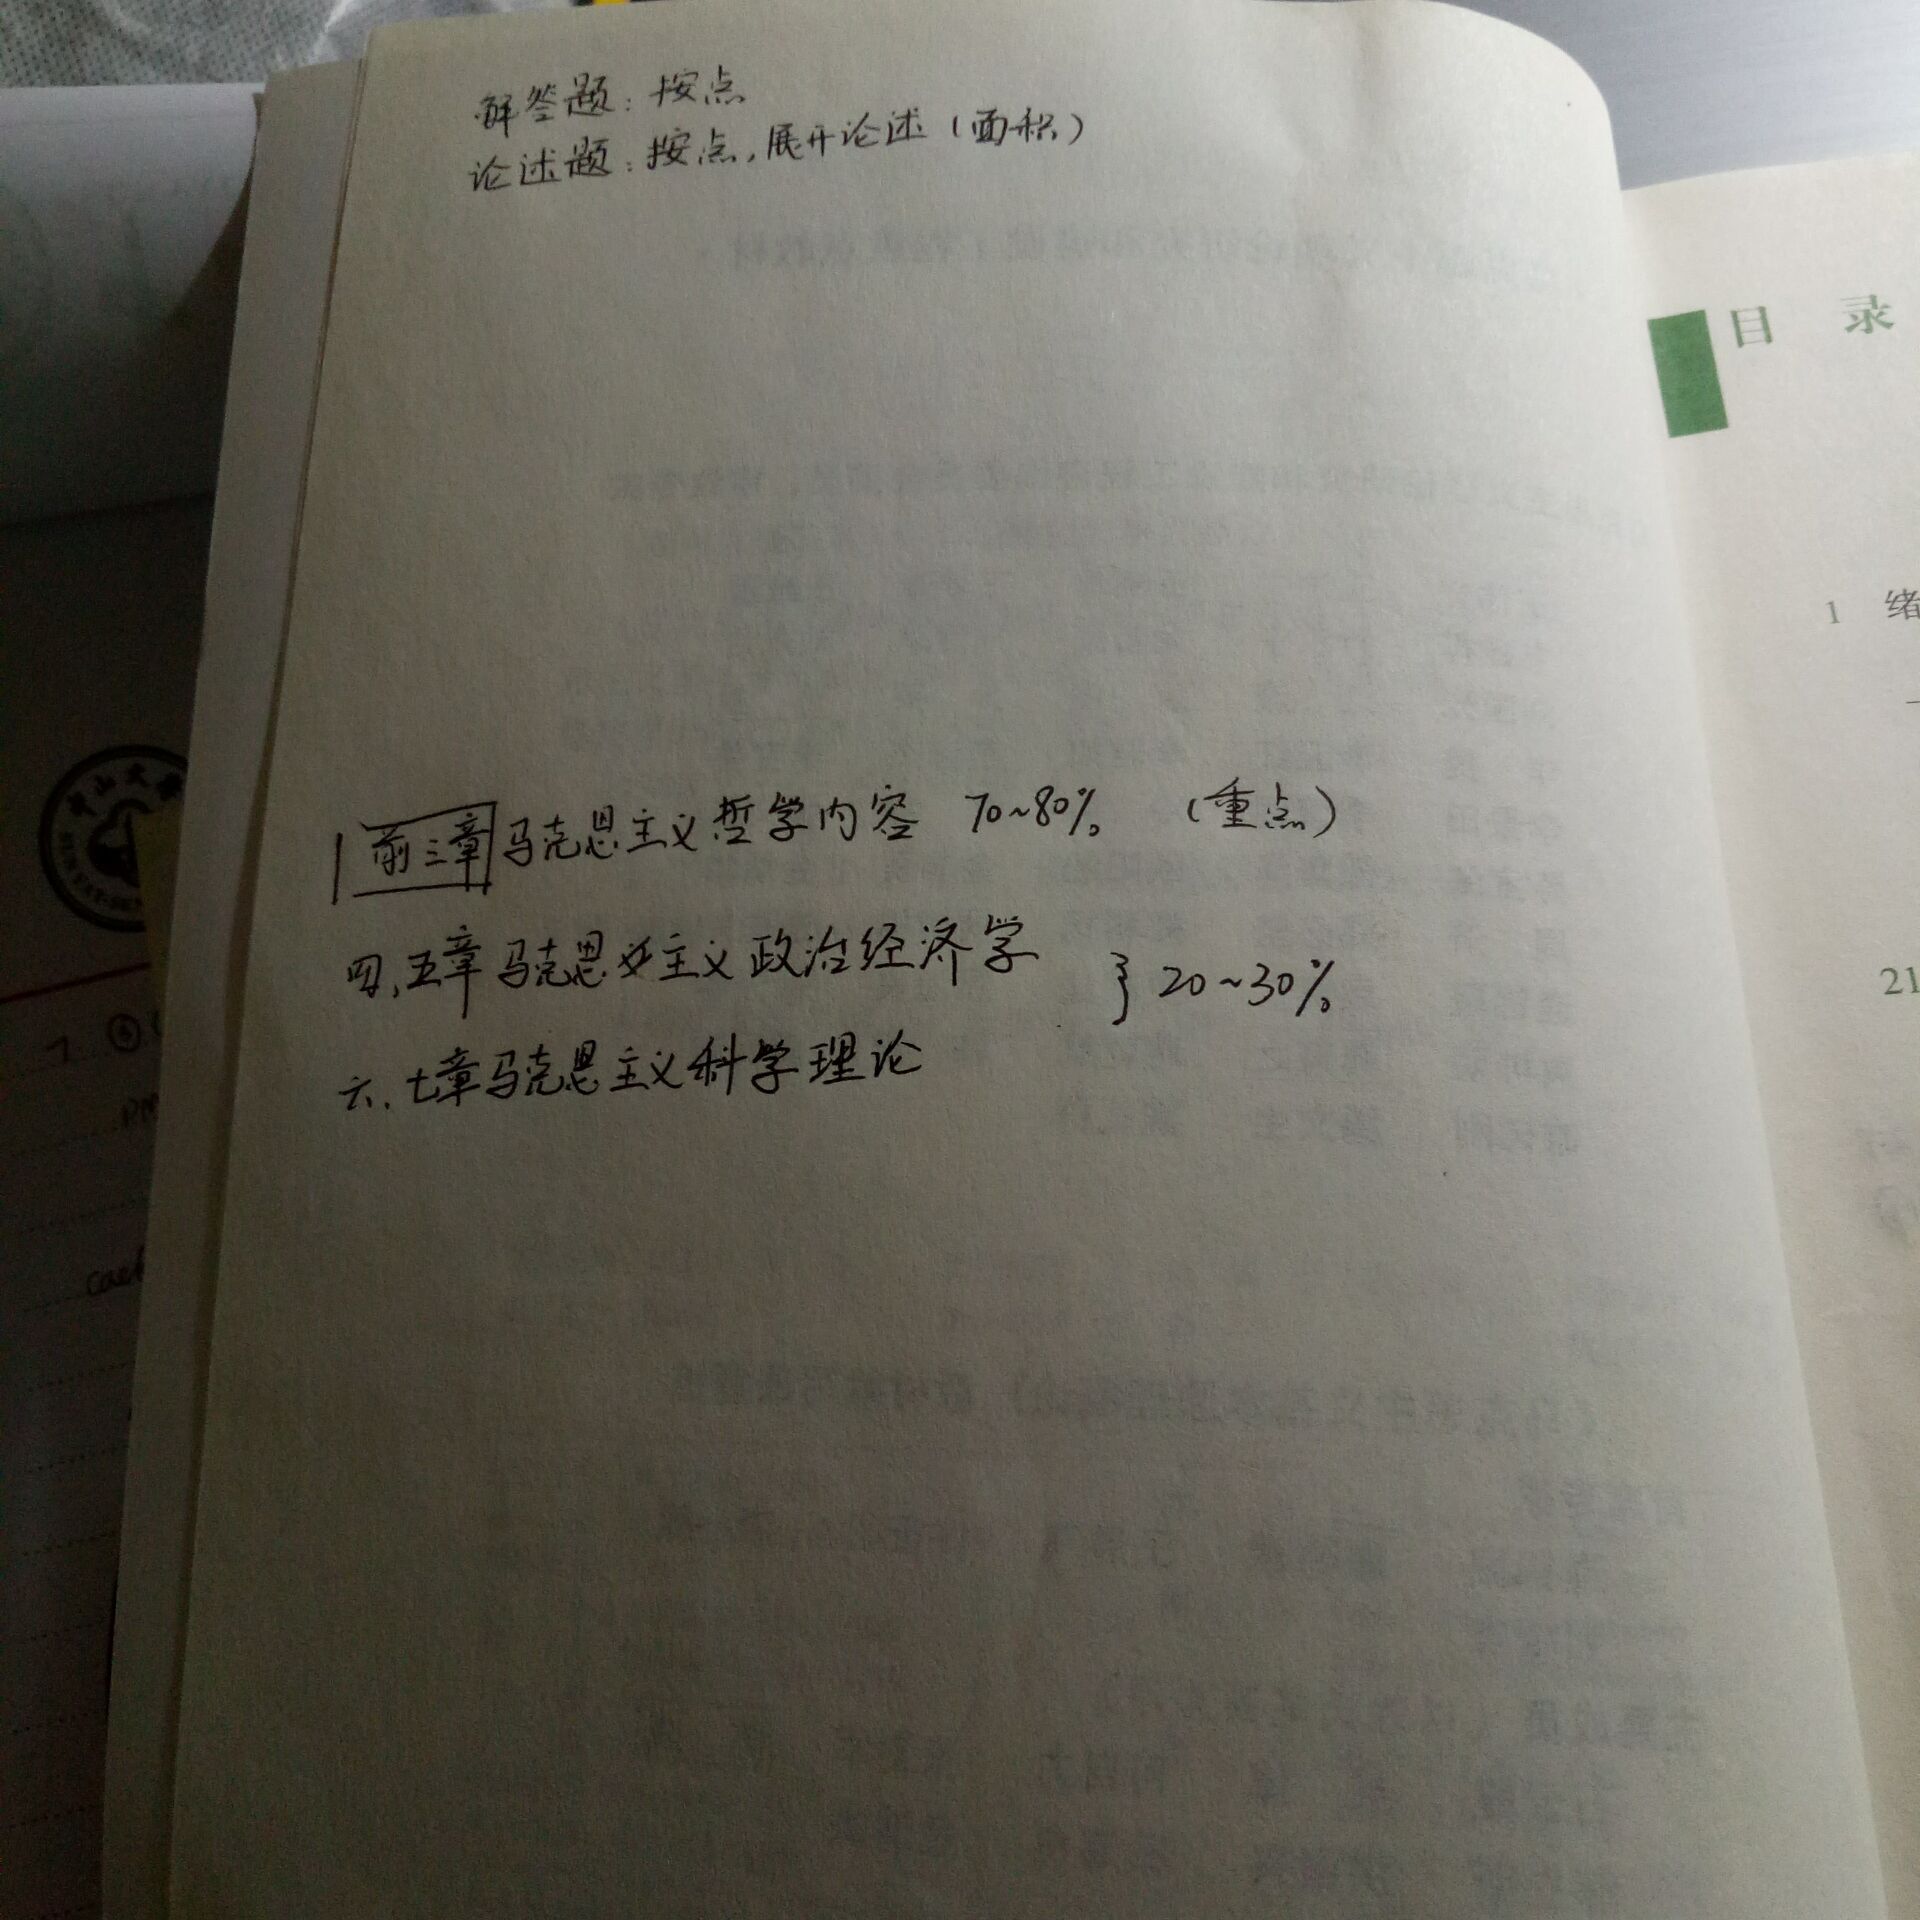 解答题：按点
论述题：按点，展开论述（面积）
目 录
1 绪
前三章 马克思主义哲学内容 70~80% （重点）
四、五章 马克思主义政治经济学 } 20~30%
21
六、七章 马克思主义科学理论
中山大